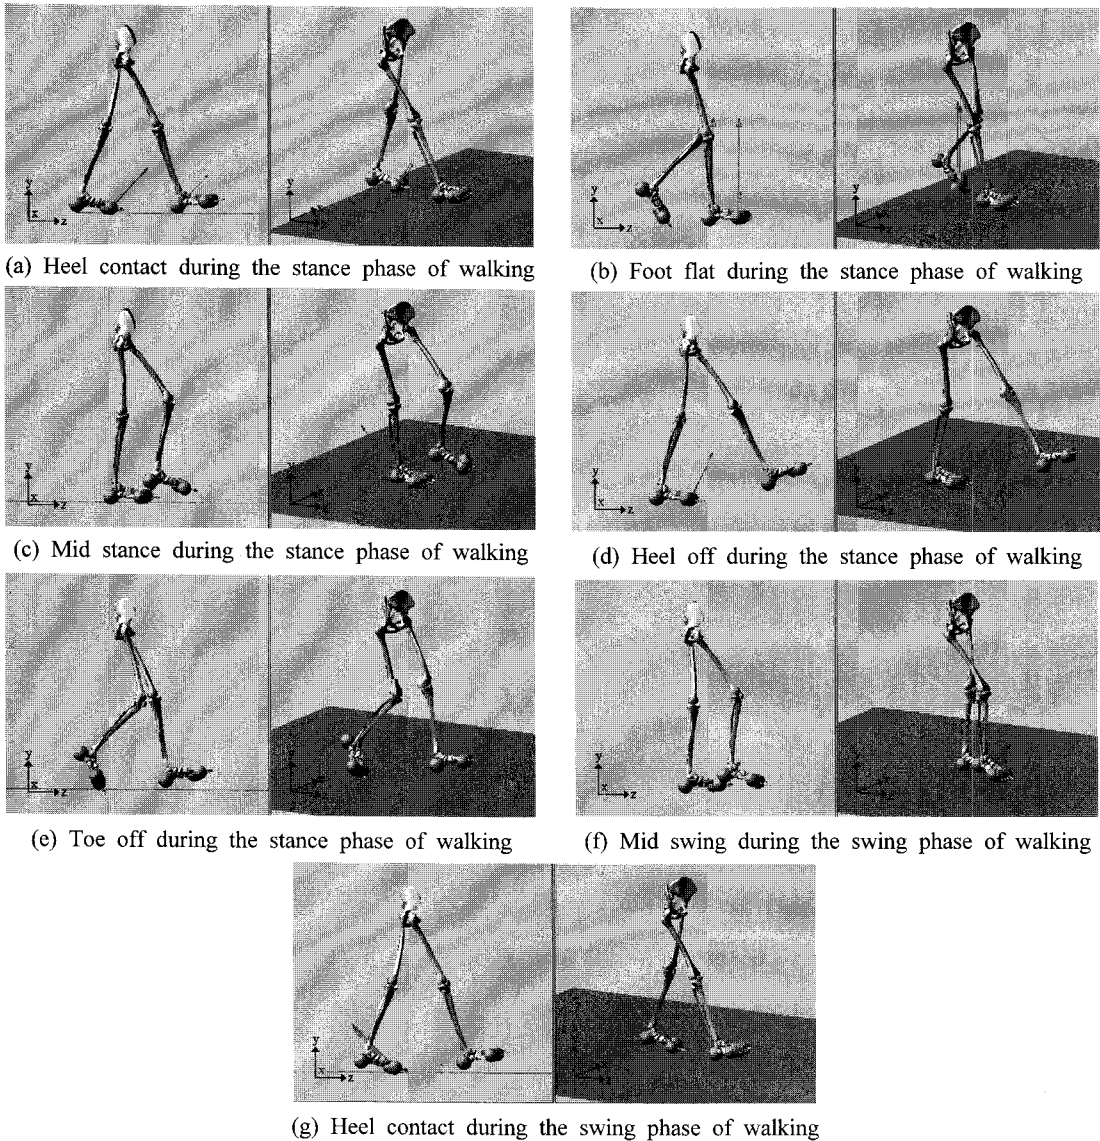 y
x
z
y
y
x
z
y
(a) Heel contact during the stance phase of walking
(b) Foot flat during the stance phase of walking
y
x
z
y
x
z
(c) Mid stance during the stance phase of walking
(d) Heel off during the stance phase of walking
y
x
z
y
x
z
(e) Toe off during the stance phase of walking
(f) Mid swing during the swing phase of walking
y
x
z
(g) Heel contact during the swing phase of walking